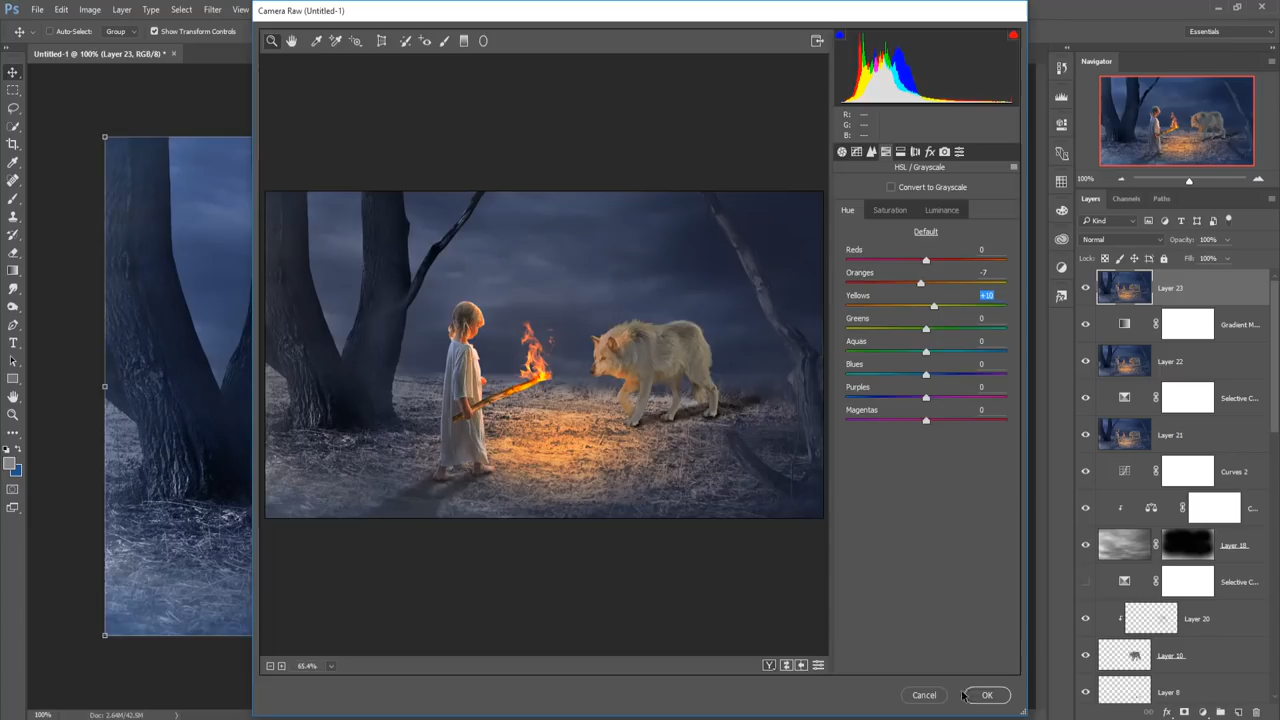 Ps File Edit Image Layer Type Select Filter
Camera Raw (Untitled-1)
Auto-Select: Group Show Transform Controls
Essentials
Untitled-1 @ 100% (Layer 23, RGB/8) * ×
Navigator
R: ---
G: ---
B: ---
HSL / Grayscale
Convert to Grayscale
100%
Layers Channels Paths
Hue Saturation Luminance
Kind
Default
Normal Opacity: 100%
Reds 0
Lock: Fill: 100%
Oranges -7
Layer 23
Yellows +10
Greens 0
Gradient M...
Aquas 0
Blues 0
Layer 22
Purples 0
Selective C...
Magentas 0
Layer 21
Curves 2
C...
Layer 18
Selective C...
Layer 20
Layer 10
65.4%
Y
Cancel OK
Layer 8
100% Doc: 2.64M/42.5M
fx